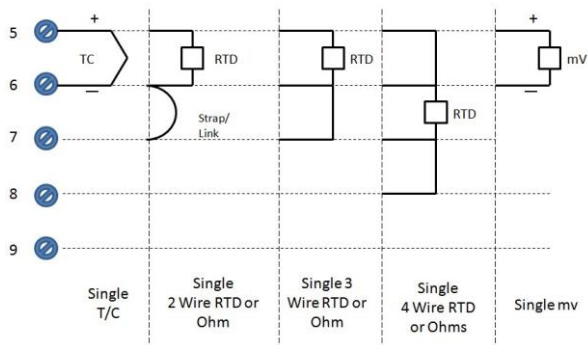 5
+
+
TC
RTD
RTD
mV
6
—
—
RTD
Strap/
Link
7
8
9
Single
T/C
Single
2 Wire RTD or
Ohm
Single 3
Wire RTD or
Ohm
Single
4 Wire RTD
or Ohms
Single mv